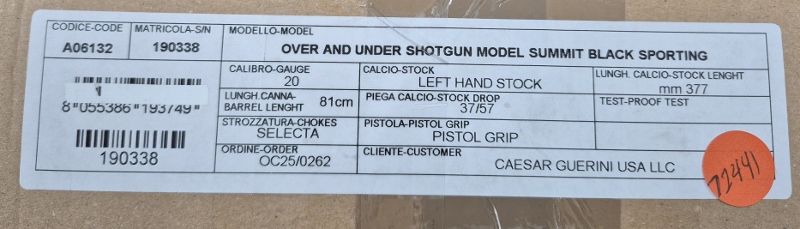 CODICE-CODE
A06132
MATRICOLA-S/N
190338
MODELLO-MODEL
OVER AND UNDER SHOTGUN MODEL SUMMIT BLACK SPORTING
CALIBRO-GAUGE
20
CALCIO-STOCK
LEFT HAND STOCK
LUNGH. CALCIO-STOCK LENGHT
mm 377
LUNGH.CANNA-
BARREL LENGHT
81cm
PIEGA CALCIO-STOCK DROP
37/57
TEST-PROOF TEST
STROZZATURA-CHOKES
SELECTA
PISTOLA-PISTOL GRIP
PISTOL GRIP
ORDINE-ORDER
OC25/0262
CLIENTE-CUSTOMER
CAESAR GUERINI USA LLC
8"055386"193749"
190338
72441